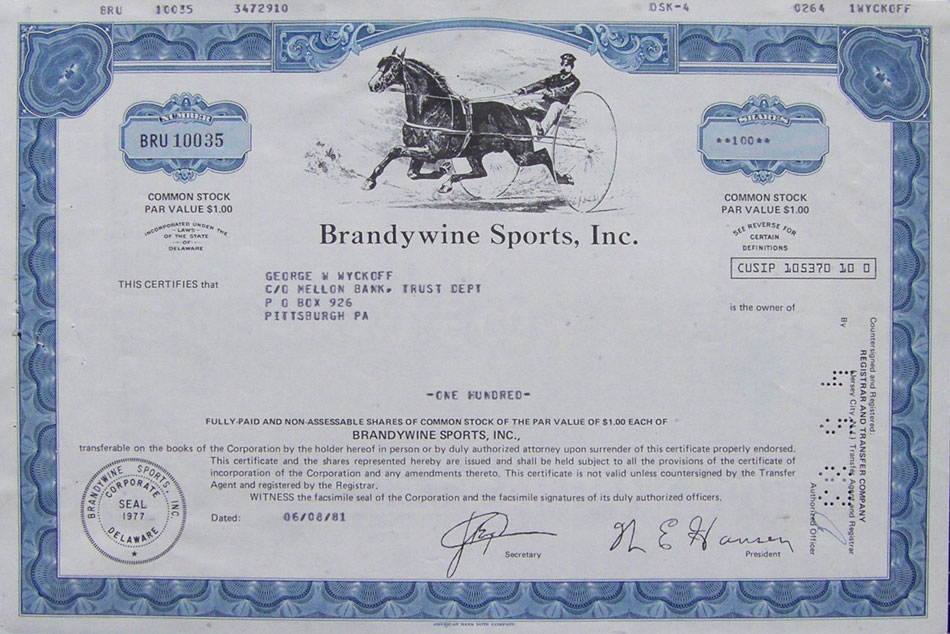 BRU 10035 3472910 DSK-4 0264 1WYCKOFF
NUMBER
BRU 10035
SHARES
**100**
COMMON STOCK
PAR VALUE $1.00
INCORPORATED UNDER THE
-LAWS-
OF THE STATE
-OF-
DELAWARE
COMMON STOCK
PAR VALUE $1.00
SEE REVERSE FOR
CERTAIN
DEFINITIONS
Brandywine Sports, Inc.
CUSIP 105370 10 0
THIS CERTIFIES that
GEORGE W WYCKOFF
C/O MELLON BANK, TRUST DEPT
P O BOX 926
PITTSBURGH PA
is the owner of
-ONE HUNDRED-
FULLY-PAID AND NON-ASSESSABLE SHARES OF COMMON STOCK OF THE PAR VALUE OF $1.00 EACH OF
BRANDYWINE SPORTS, INC.,
transferable on the books of the Corporation by the holder hereof in person or by duly authorized attorney upon surrender of this certificate properly endorsed.
This certificate and the shares represented hereby are issued and shall be held subject to all the provisions of the certificate of
incorporation of the Corporation and any amendments thereto. This certificate is not valid unless countersigned by the Transfer
Agent and registered by the Registrar.
WITNESS the facsimile seal of the Corporation and the facsimile signatures of its duly authorized officers.
Dated: 06/08/81
BRANDYWINE SPORTS, INC.
CORPORATE
SEAL
1977
DELAWARE
Secretary
N E Hansen
President
Countersigned and Registered:
REGISTRAR AND TRANSFER COMPANY
Jersey City, Transfer Agent and Registrar
By
Authorized Officer
AMERICAN BANK NOTE COMPANY